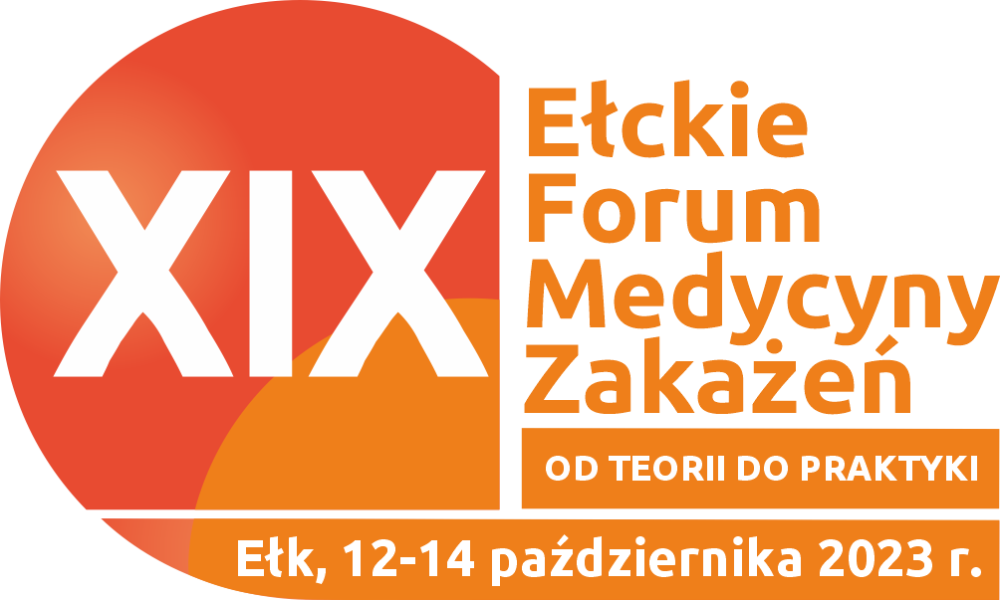 XIX
Ełckie
Forum
Medycyny
Zakażeń
OD TEORII DO PRAKTYKI
Ełk, 12-14 października 2023 r.